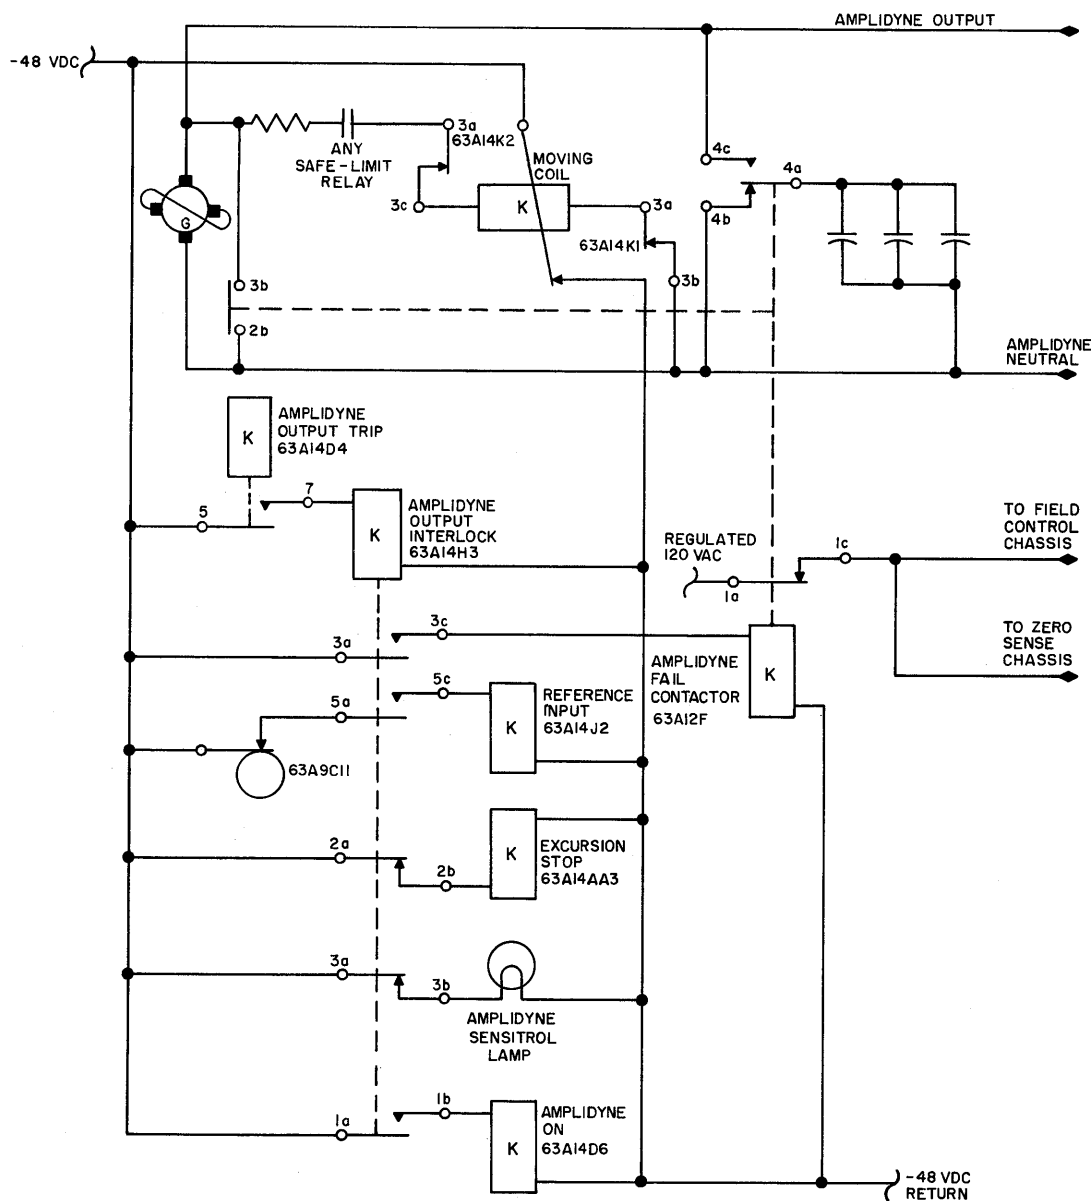 AMPLIDYNE OUTPUT
-48 VDC
3a
63A14K2
ANY
SAFE-LIMIT
RELAY
MOVING
COIL
4c
4a
3c
K
3a
4b
G
63A14K1
3b
3b
2b
AMPLIDYNE
NEUTRAL
K
AMPLIDYNE
OUTPUT TRIP
63A14D4
7
5
K
AMPLIDYNE
OUTPUT
INTERLOCK
63A14H3
REGULATED
120 VAC
1a
1c
TO FIELD
CONTROL
CHASSIS
3c
3a
AMPLIDYNE
FAIL
CONTACTOR
63A12F
K
TO ZERO
SENSE
CHASSIS
5c
5a
K
REFERENCE
INPUT
63A14J2
63A9C11
2a
2b
K
EXCURSION
STOP
63A14AA3
3a
3b
AMPLIDYNE
SENSITROL
LAMP
1b
1a
K
AMPLIDYNE
ON
63A14D6
-48 VDC
RETURN